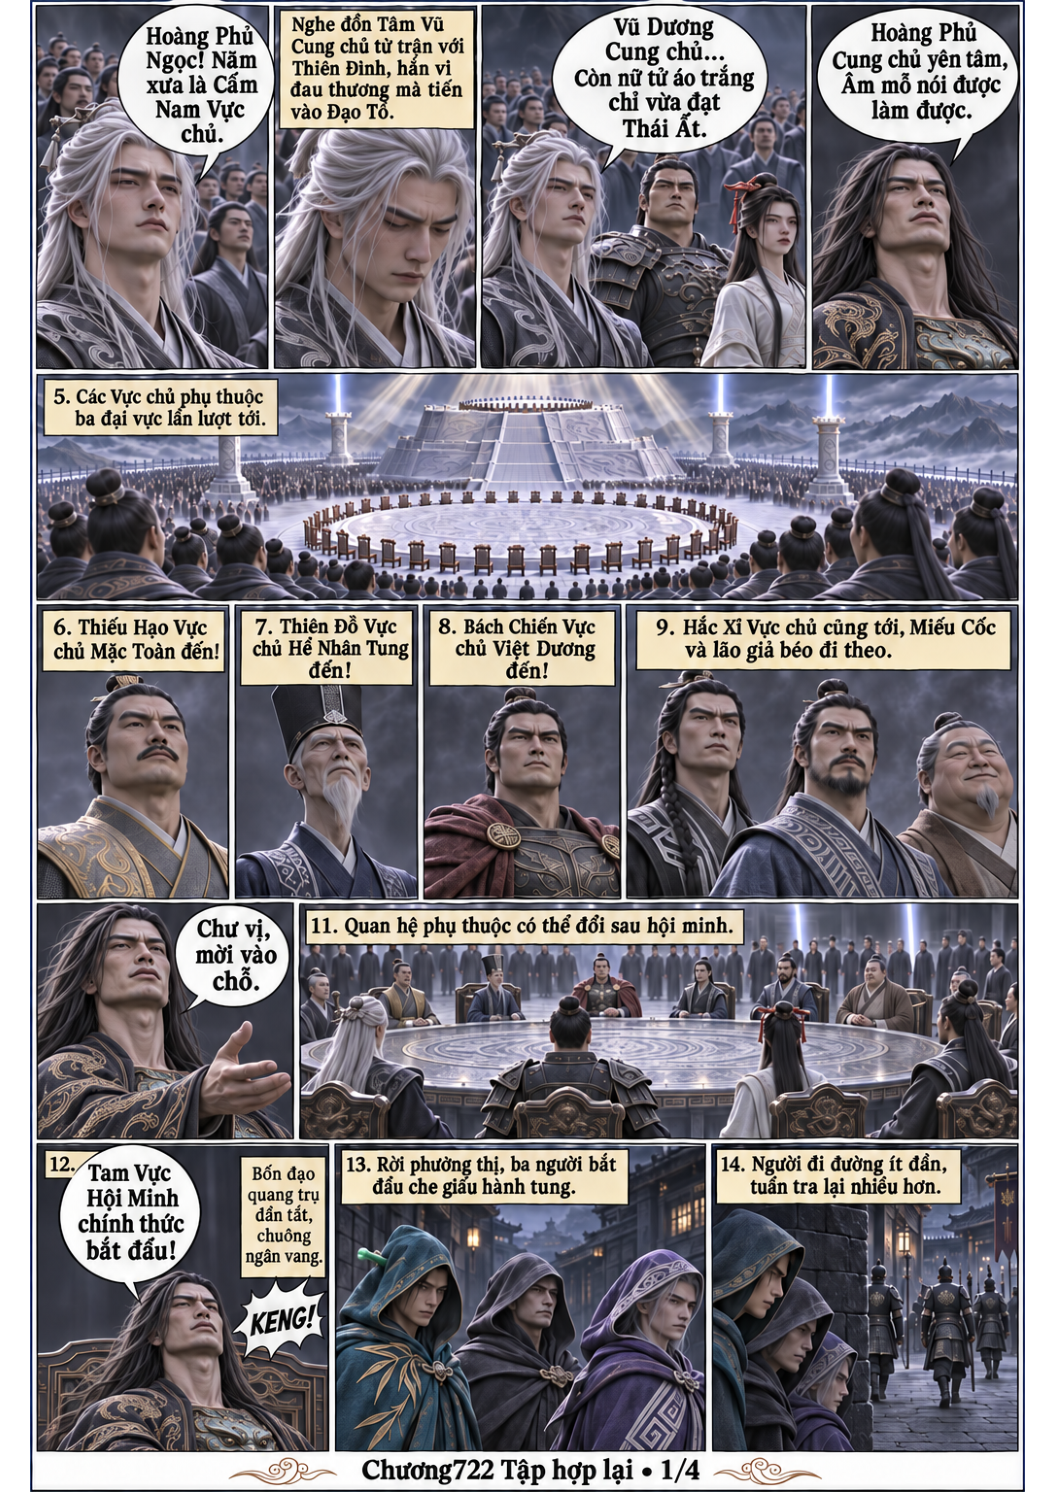 Hoàng Phủ
Ngọc! Năm
xưa là Cấm
Nam Vực
chủ.
Nghe đồn Tâm Vũ
Cung chủ tử trận với
Thiên Đình, hắn vì
đau thương mà tiến
vào Đạo Tổ.
Vũ Dương
Cung chủ...
Còn nữ tử áo trắng
chỉ vừa đạt
Thái Ất.
Hoàng Phủ
Cung chủ yên tâm,
Âm mỗ nói được
làm được.
5. Các Vực chủ phụ thuộc
ba đại vực lần lượt tới.
6. Thiếu Hạo Vực
chủ Mặc Toàn đến!
7. Thiên Đồ Vực
chủ Hề Nhân Tung
đến!
8. Bách Chiến Vực
chủ Việt Dương
đến!
9. Hắc Xỉ Vực chủ cũng tới, Miếu Cốc
và lão giả béo đi theo.
Chư vị,
mời vào
chỗ.
11. Quan hệ phụ thuộc có thể đổi sau hội minh.
12.
Tam Vực
Hội Minh
chính thức
bắt đầu!
Bốn đạo
quang trụ
dần tắt,
chuông
ngân vang.
KENG!
13. Rời phường thị, ba người bắt
đầu che giấu hành tung.
14. Người đi đường ít dần,
tuần tra lại nhiều hơn.
Chương722 Tập hợp lại • 1/4